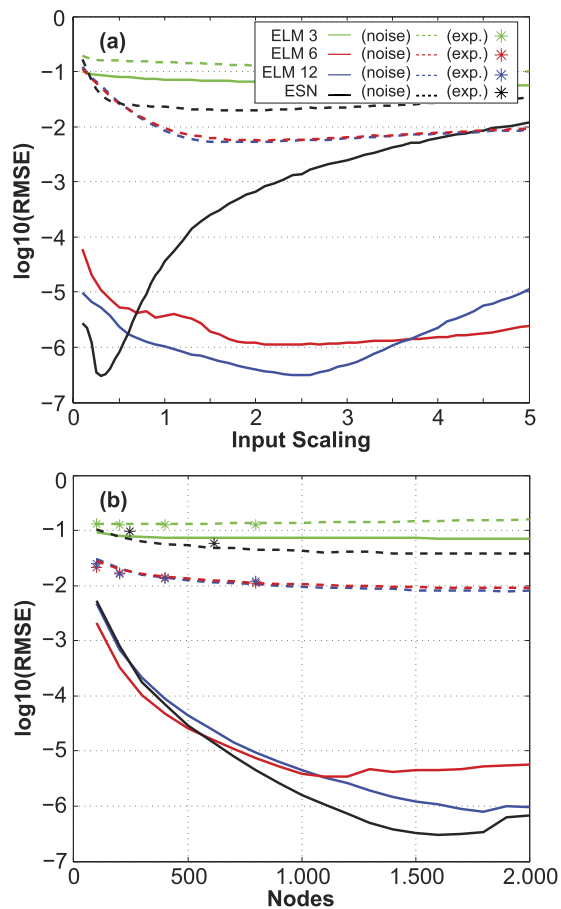 0
(a)
ELM 3 (noise) (exp.)
ELM 6 (noise) (exp.)
ELM 12 (noise) (exp.)
ESN (noise) (exp.)
−1
−2
−3
−4
−5
−6
−7
log10(RMSE)
0 1 2 3 4 5
Input Scaling
0
(b)
−1
−2
−3
−4
−5
−6
−7
log10(RMSE)
500 1.000 1.500 2.000
Nodes